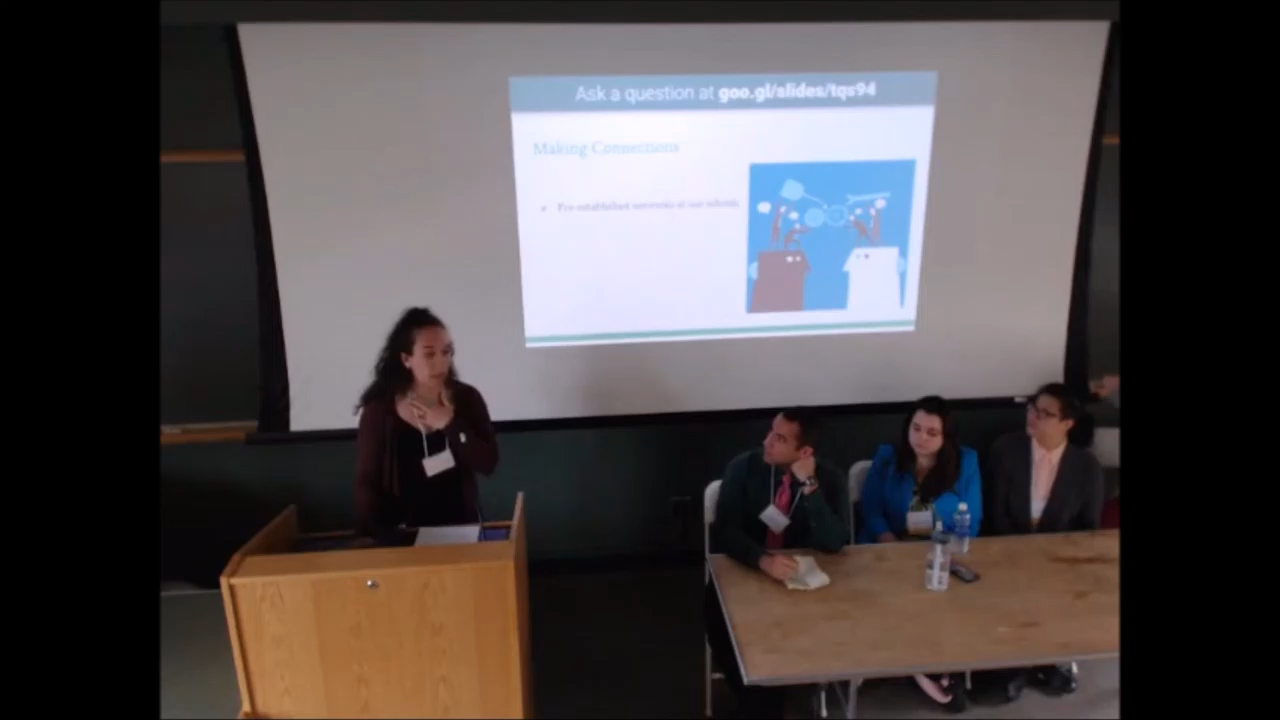 Ask a question at goo.gl/slides/tqs94
Making Connections
Pre-established networks at our schools